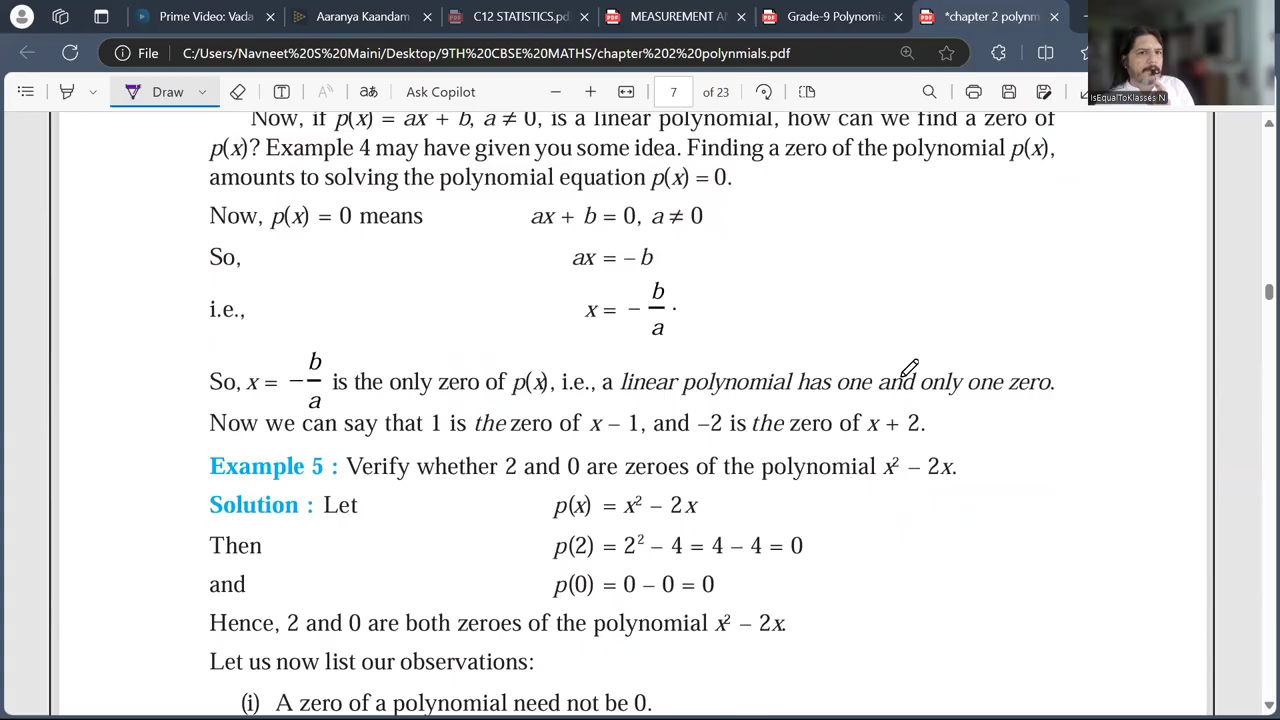 Prime Video: Vada
Aaranya Kaandam
C12 STATISTICS.pd
MEASUREMENT A
Grade-9 Polynomia
*chapter 2 polynm
File
C:/Users/Navneet%20S%20Maini/Desktop/9TH%20CBSE%20MATHS/chapter%202%20polynmials.pdf
Draw
Ask Copilot
7 of 23
IsEqualToKlasses N
Now, if p(x) = ax + b, a ≠ 0, is a linear polynomial, how can we find a zero of
p(x)? Example 4 may have given you some idea. Finding a zero of the polynomial p(x),
amounts to solving the polynomial equation p(x) = 0.
Now, p(x) = 0 means ax + b = 0, a ≠ 0
So, ax = – b
i.e., x = – b/a .
So, x = – b/a is the only zero of p(x), i.e., a linear polynomial has one and only one zero.
Now we can say that 1 is the zero of x – 1, and –2 is the zero of x + 2.
Example 5 : Verify whether 2 and 0 are zeroes of the polynomial x² – 2x.
Solution : Let p(x) = x² – 2x
Then p(2) = 2² – 4 = 4 – 4 = 0
and p(0) = 0 – 0 = 0
Hence, 2 and 0 are both zeroes of the polynomial x² – 2x.
Let us now list our observations:
(i) A zero of a polynomial need not be 0.